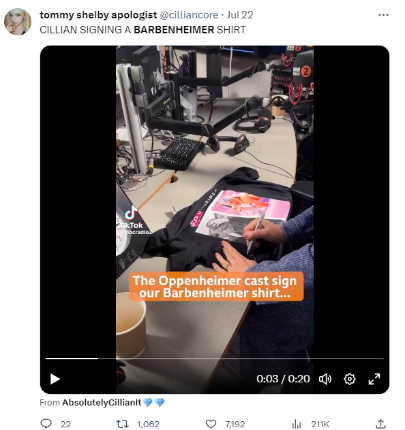 tommy shelby apologist @cilliancore · Jul 22
CILLIAN SIGNING A BARBENHEIMER SHIRT
2
TikTok
The Oppenheimer cast sign
our Barbenheimer shirt...
0:03 / 0:20
From AbsolutelyCillianIt
22
1,062
7,192
211K